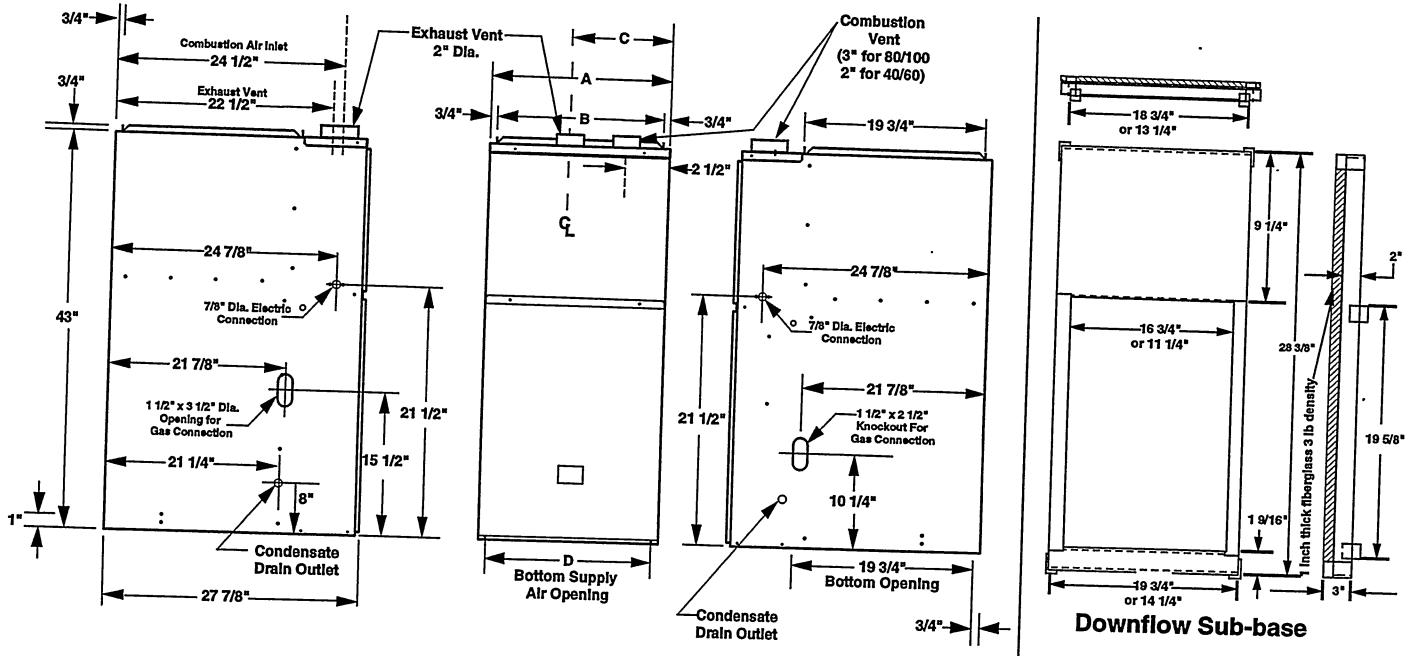 3/4"
Combustion Air Inlet
24 1/2"
3/4"
Exhaust Vent
22 1/2"
43"
24 7/8"
7/8" Dia. Electric
Connection
21 7/8"
1 1/2" x 3 1/2" Dia.
Opening for
Gas Connection
21 1/4"
8"
15 1/2"
21 1/2"
1"
Condensate
Drain Outlet
27 7/8"
Exhaust Vent
2" Dia.
C
A
3/4"
B
3/4"
2 1/2"
CL
D
Bottom Supply
Air Opening
Combustion
Vent
(3" for 80/100
2" for 40/60)
19 3/4"
24 7/8"
7/8" Dia. Electric
Connection
21 7/8"
21 1/2"
1 1/2" x 2 1/2"
Knockout For
Gas Connection
10 1/4"
19 3/4"
Bottom Opening
Condensate
Drain Outlet
3/4"
18 3/4"
or 13 1/4"
9 1/4"
2"
16 3/4"
or 11 1/4"
28 3/8"
1 Inch thick fiberglass 3 lb density
19 5/8"
1 9/16"
19 3/4"
or 14 1/4"
3"
Downflow Sub-base